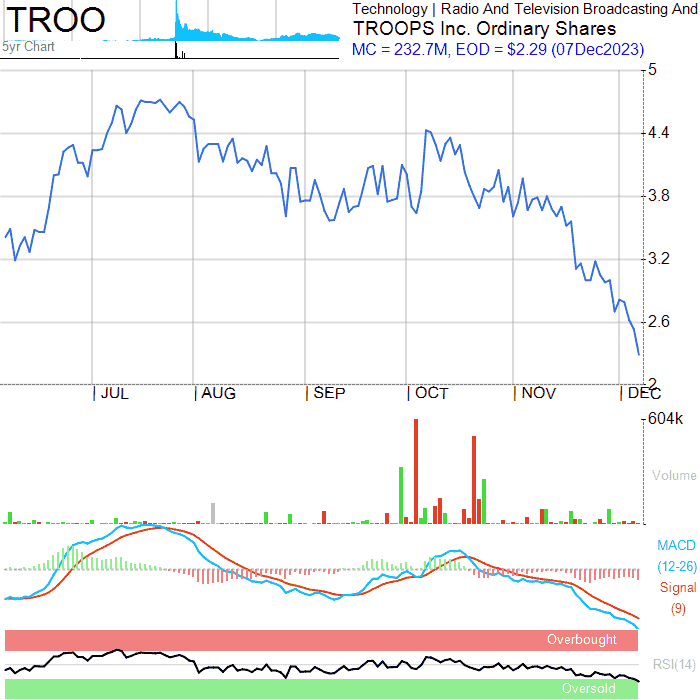 TROO
5yr Chart
Technology | Radio And Television Broadcasting And
TROOPS Inc. Ordinary Shares
MC = 232.7M, EOD = $2.29 (07Dec2023)
5
4.4
3.8
3.2
2.6
2
| JUL | AUG | SEP | OCT | NOV | DEC
604k
Volume
MACD
(12-26)
Signal
(9)
Overbought
RSI(14)
Oversold